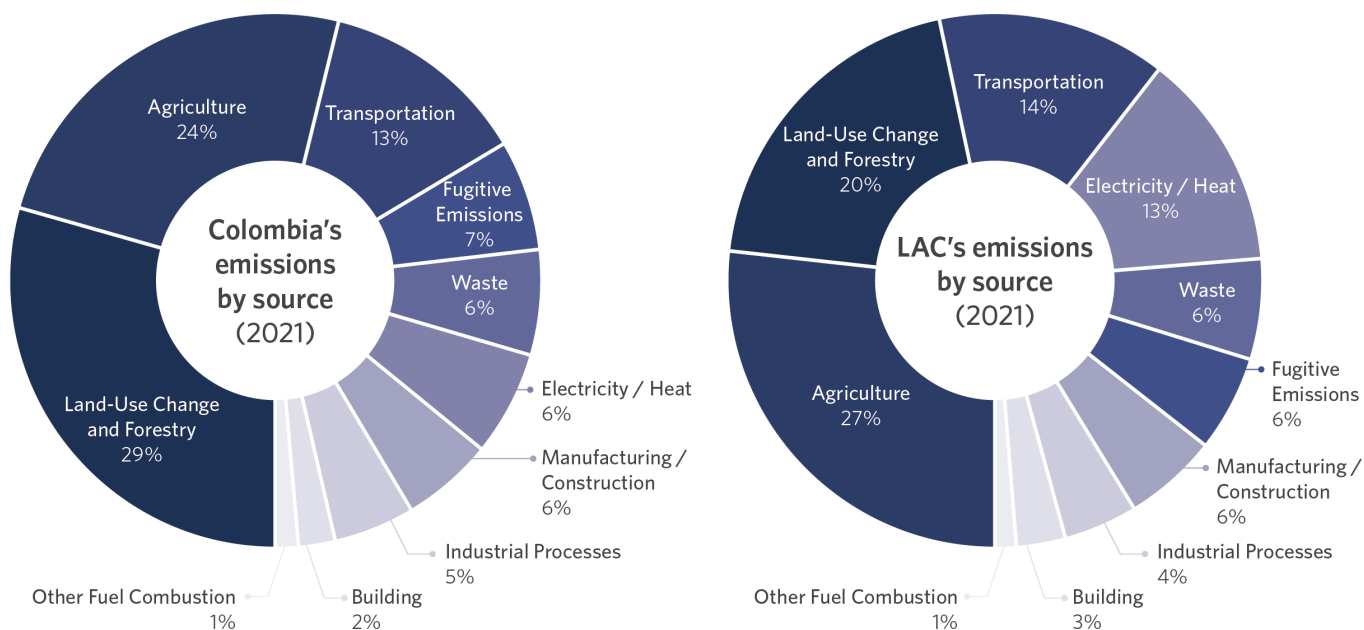 Colombia's
emissions
by source
(2021)
Agriculture
24%
Transportation
13%
Fugitive
Emissions
7%
Waste
6%
Electricity / Heat
6%
Manufacturing /
Construction
6%
Industrial Processes
5%
Building
2%
Other Fuel Combustion
1%
Land-Use Change
and Forestry
29%
LAC's emissions
by source
(2021)
Transportation
14%
Electricity / Heat
13%
Waste
6%
Fugitive
Emissions
6%
Manufacturing /
Construction
6%
Industrial Processes
4%
Building
3%
Other Fuel Combustion
1%
Agriculture
27%
Land-Use Change
and Forestry
20%